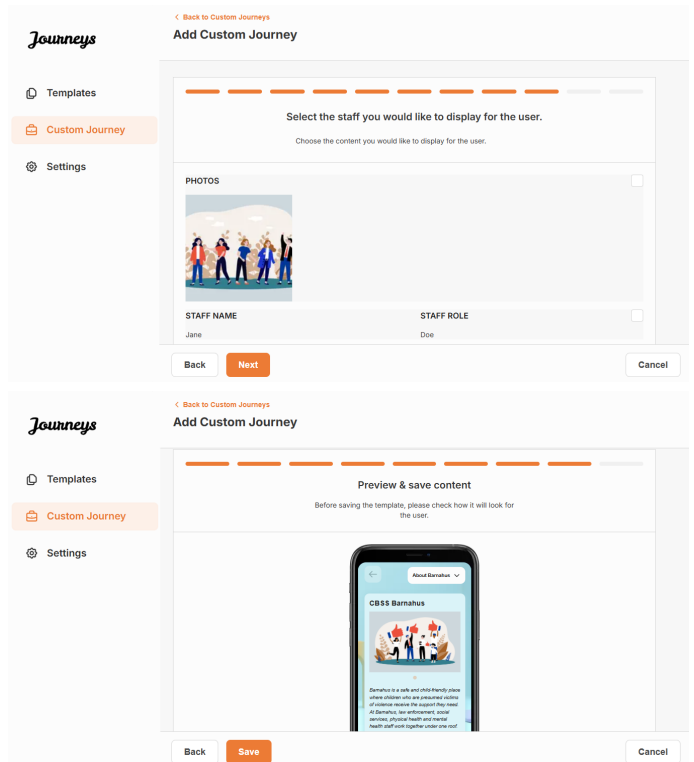 < Back to Custom Journeys
Journeys
Add Custom Journey
Templates
Custom Journey
Settings
Select the staff you would like to display for the user.
Choose the content you would like to display for the user.
PHOTOS
STAFF NAME
STAFF ROLE
Jane
Doe
Back
Next
Cancel
< Back to Custom Journeys
Journeys
Add Custom Journey
Templates
Custom Journey
Settings
Preview & save content
Before saving the template, please check how it will look for
the user.
About Barnahus
CBSS Barnahus
Barnahus is a safe and child-friendly place
where children who are presumed victims
of violence receive the support they need.
At Barnahus, law enforcement, social
services, physical health and mental
health staff work together under one roof.
Back
Save
Cancel